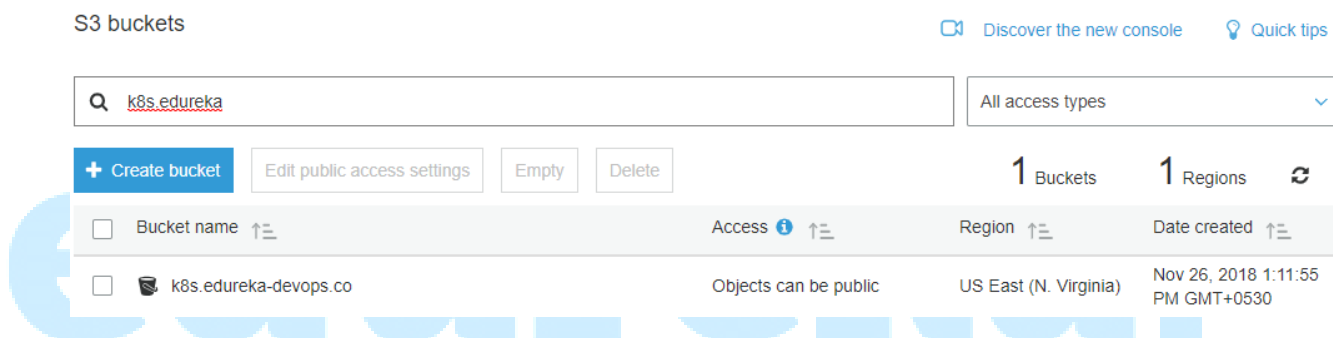 S3 buckets
Discover the new console Quick tips
k8s.edureka All access types
Create bucket Edit public access settings Empty Delete 1 Buckets 1 Regions
Bucket name Access Region Date created
k8s.edureka-devops.co Objects can be public US East (N. Virginia) Nov 26, 2018 1:11:55
PM GMT+0530